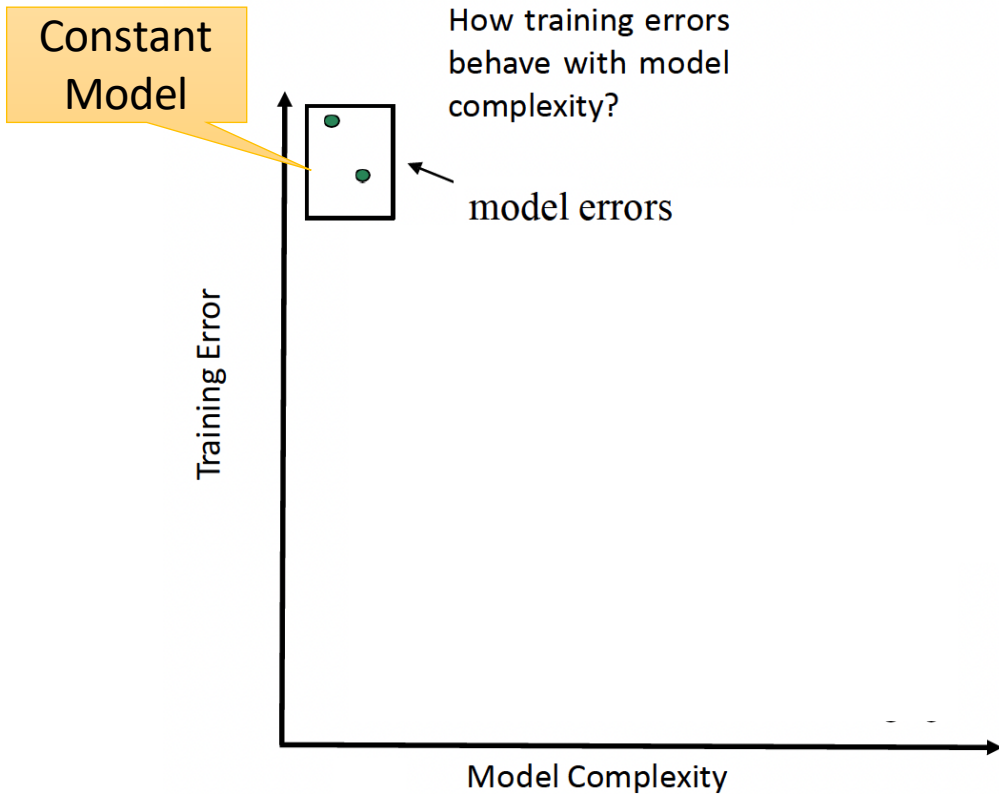 Constant
Model
How training errors
behave with model
complexity?
model errors
Training Error
Model Complexity